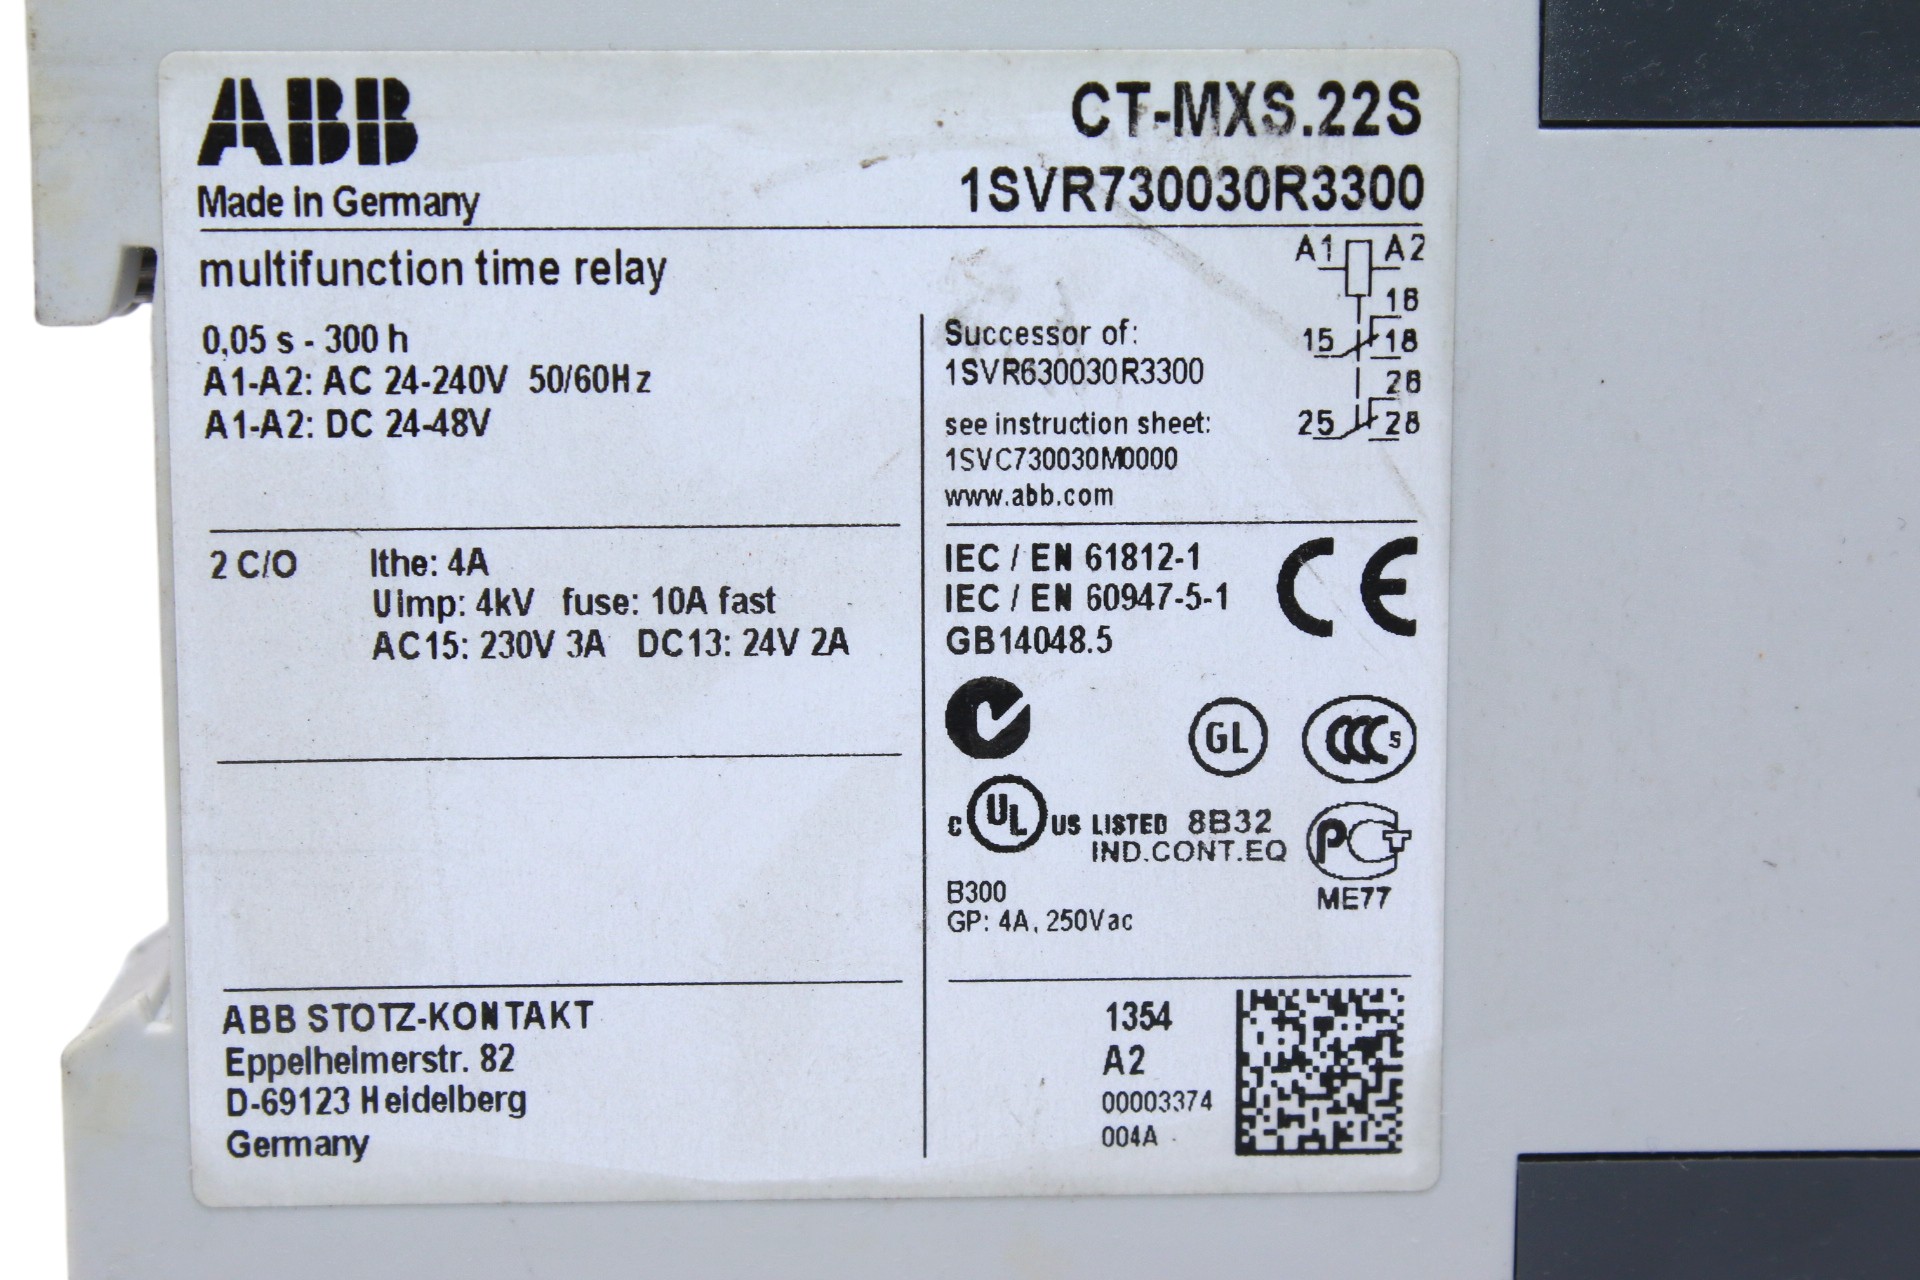 ABB
Made in Germany
CT-MXS.22S
1SVR730030R3300
multifunction time relay
0,05 s - 300 h
A1-A2: AC 24-240V 50/60Hz
A1-A2: DC 24-48V
Successor of:
1SVR630030R3300
see instruction sheet:
1SVC730030M0000
www.abb.com
A1 A2
16
15 18
26
25 28
2 C/O Ithe: 4A
Uimp: 4kV fuse: 10A fast
AC15: 230V 3A DC13: 24V 2A
IEC / EN 61812-1
IEC / EN 60947-5-1
GB14048.5
CE
GL
CCC S
C UL US LISTED 8B32
IND.CONT.EQ
PCT
ME77
B300
GP: 4A, 250Vac
ABB STOTZ-KONTAKT
Eppelheimerstr. 82
D-69123 Heidelberg
Germany
1354
A2
00003374
004A